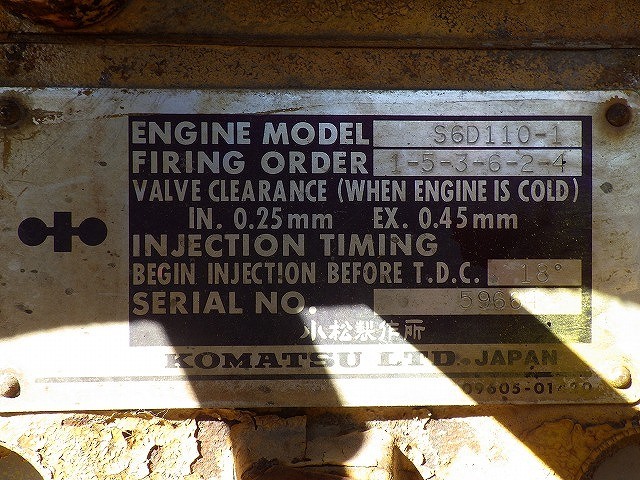 ENGINE MODEL S6D110-1
FIRING ORDER 1-5-3-6-2-4
VALVE CLEARANCE (WHEN ENGINE IS COLD)
IN. 0.25mm EX. 0.45mm
INJECTION TIMING
BEGIN INJECTION BEFORE T.D.C. 18°
SERIAL NO.
小松製作所
KOMATSU LTD. JAPAN